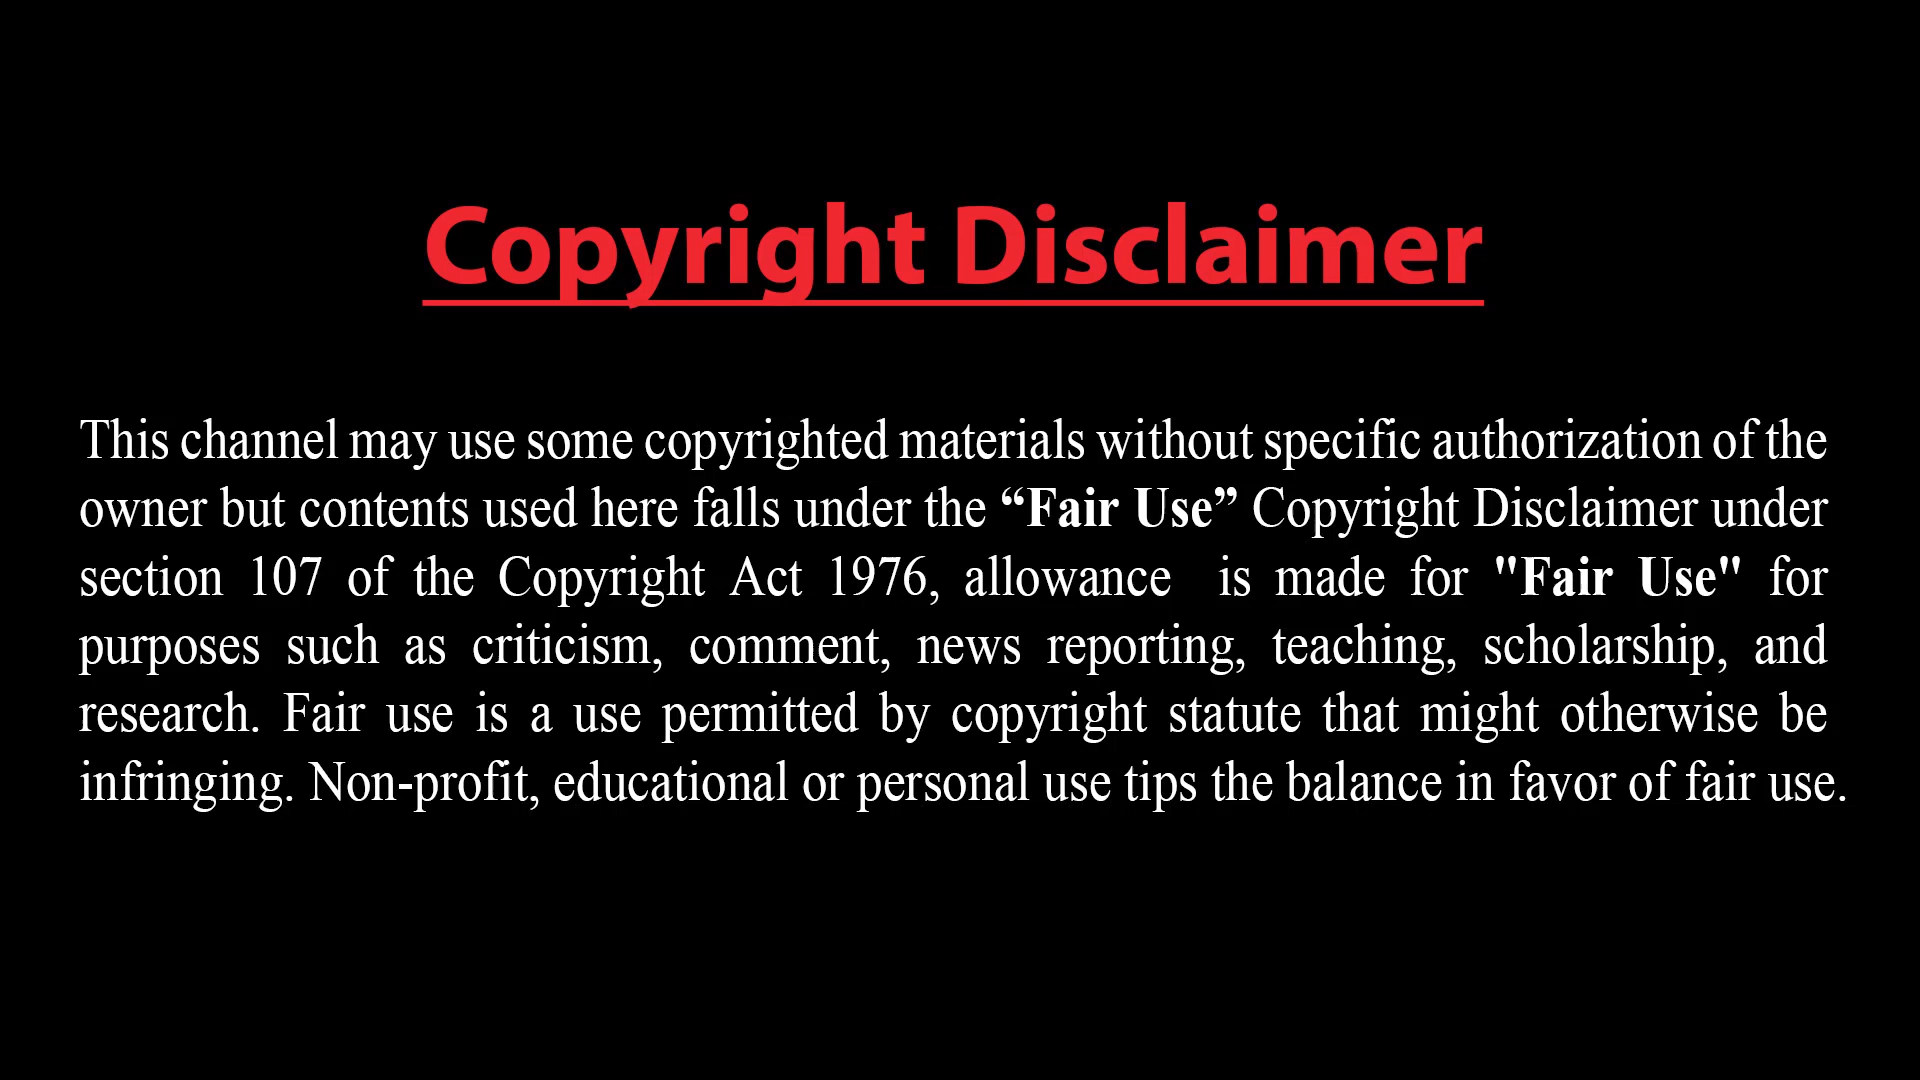 Copyright Disclaimer
This channel may use some copyrighted materials without specific authorization of the
owner but contents used here falls under the “Fair Use” Copyright Disclaimer under
section 107 of the Copyright Act 1976, allowance  is made for "Fair Use" for
purposes such as criticism, comment, news reporting, teaching, scholarship, and
research. Fair use is a use permitted by copyright statute that might otherwise be
infringing. Non-profit, educational or personal use tips the balance in favor of fair use.